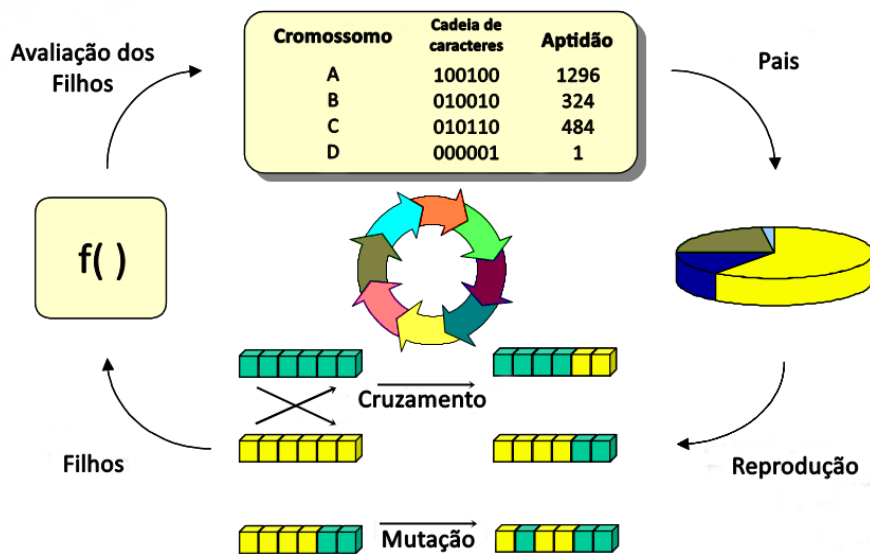 Avaliação dos
Filhos
Cromossomo Cadeia de caracteres Aptidão
A 100100 1296
B 010010 324
C 010110 484
D 000001 1
Pais
f( )
Cruzamento
Filhos
Reprodução
Mutação